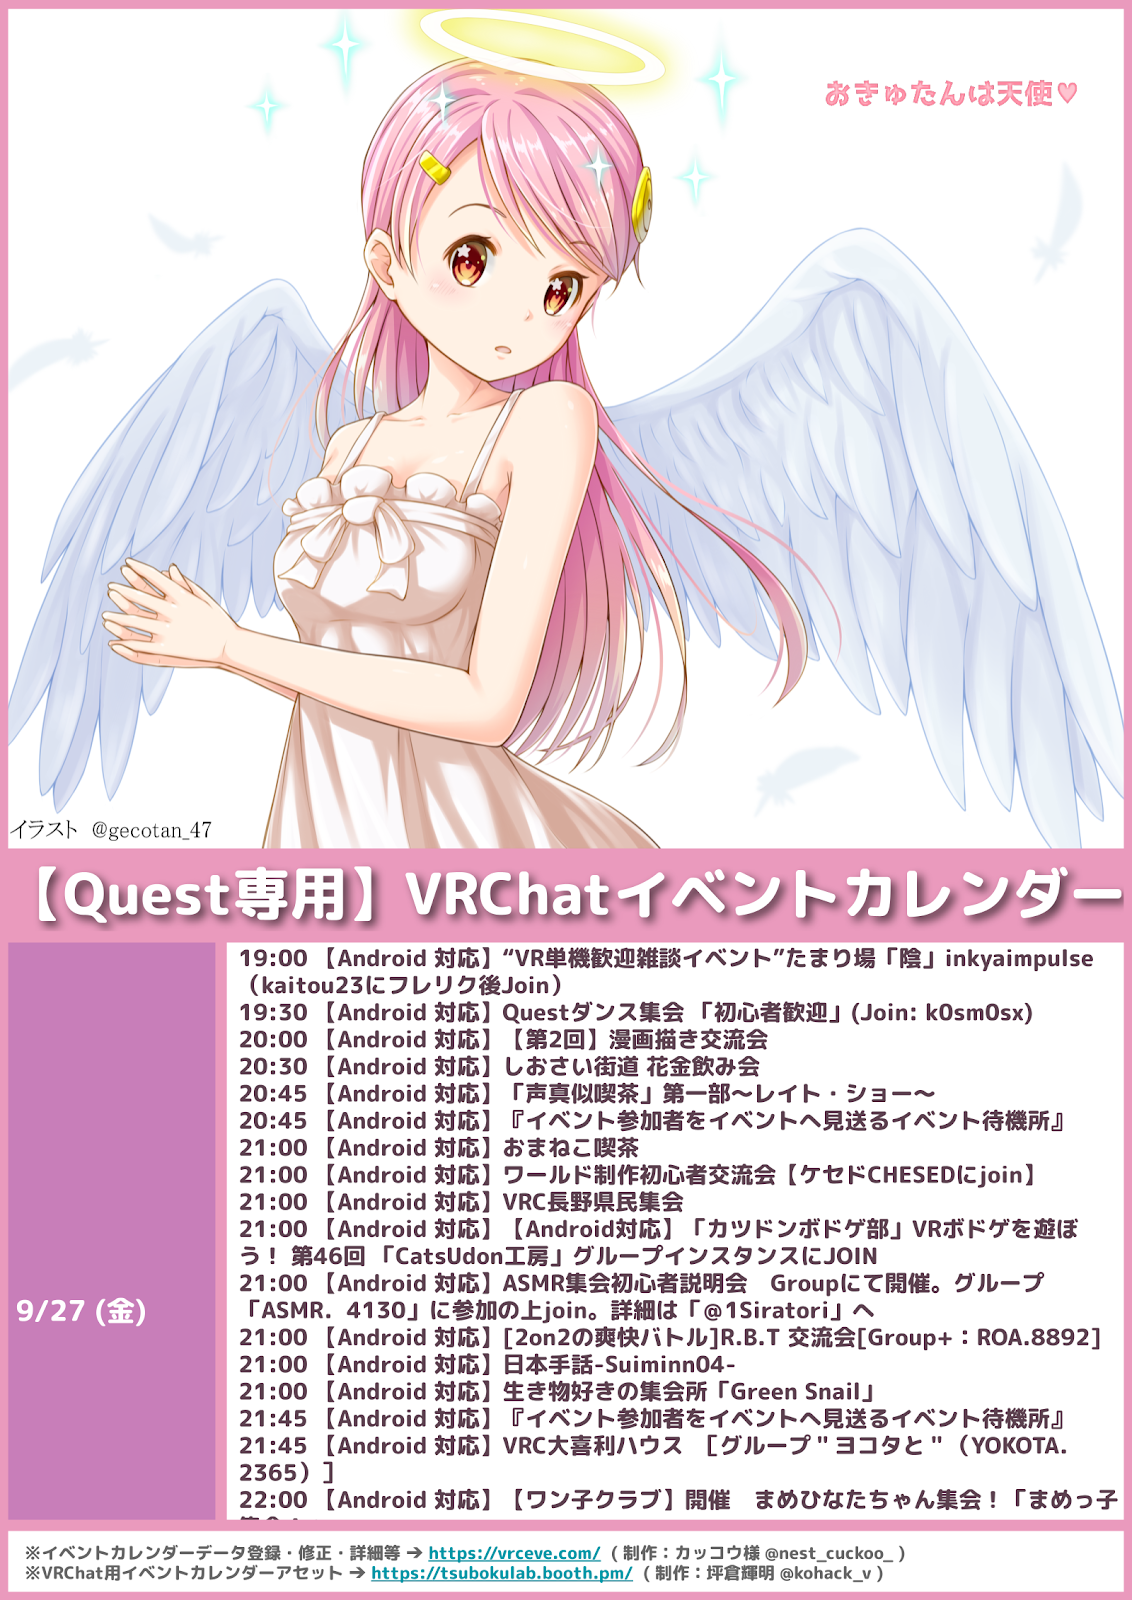 おきゅたんは天使♥
イラスト @gecotan_47
【Quest専用】VRChatイベントカレンダー
9/27 (金)
19:00 【Android 対応】“VR単機歓迎雑談イベント”たまり場「陰」inkyaimpulse
（kaitou23にフレリク後Join）
19:30 【Android 対応】Questダンス集会 「初心者歓迎」(Join: k0sm0sx)
20:00 【Android 対応】【第2回】漫画描き交流会
20:30 【Android 対応】しおさい街道 花金飲み会
20:45 【Android 対応】「声真似喫茶」第一部～レイト・ショー～
20:45 【Android 対応】『イベント参加者をイベントへ見送るイベント待機所』
21:00 【Android 対応】おまねこ喫茶
21:00 【Android 対応】ワールド制作初心者交流会【ケセドCHESEDにjoin】
21:00 【Android 対応】VRC長野県民集会
21:00 【Android 対応】【Android対応】「カツドンボドゲ部」VRボドゲを遊ぼ
う！ 第46回 「CatsUdon工房」グループインスタンスにJOIN
21:00 【Android 対応】ASMR集会初心者説明会　Groupにて開催。グループ
「ASMR．4130」に参加の上join。詳細は「＠1Siratori」へ
21:00 【Android 対応】[2on2の爽快バトル]R.B.T 交流会[Group+：ROA.8892]
21:00 【Android 対応】日本手話-Suiminn04-
21:00 【Android 対応】生き物好きの集会所「Green Snail」
21:45 【Android 対応】『イベント参加者をイベントへ見送るイベント待機所』
21:45 【Android 対応】VRC大喜利ハウス　［グループ＂ヨコタと＂（YOKOTA.
2365）］
22:00 【Android 対応】【ワン子クラブ】開催　まめひなたちゃん集会！「まめっ子
※イベントカレンダーデータ登録・修正・詳細等 ➔ https://vrceve.com/ （制作：カッコウ様 @nest_cuckoo_ ）
※VRChat用イベントカレンダーアセット ➔ https://tsubokulab.booth.pm/ （制作：坪倉輝明 @kohack_v ）